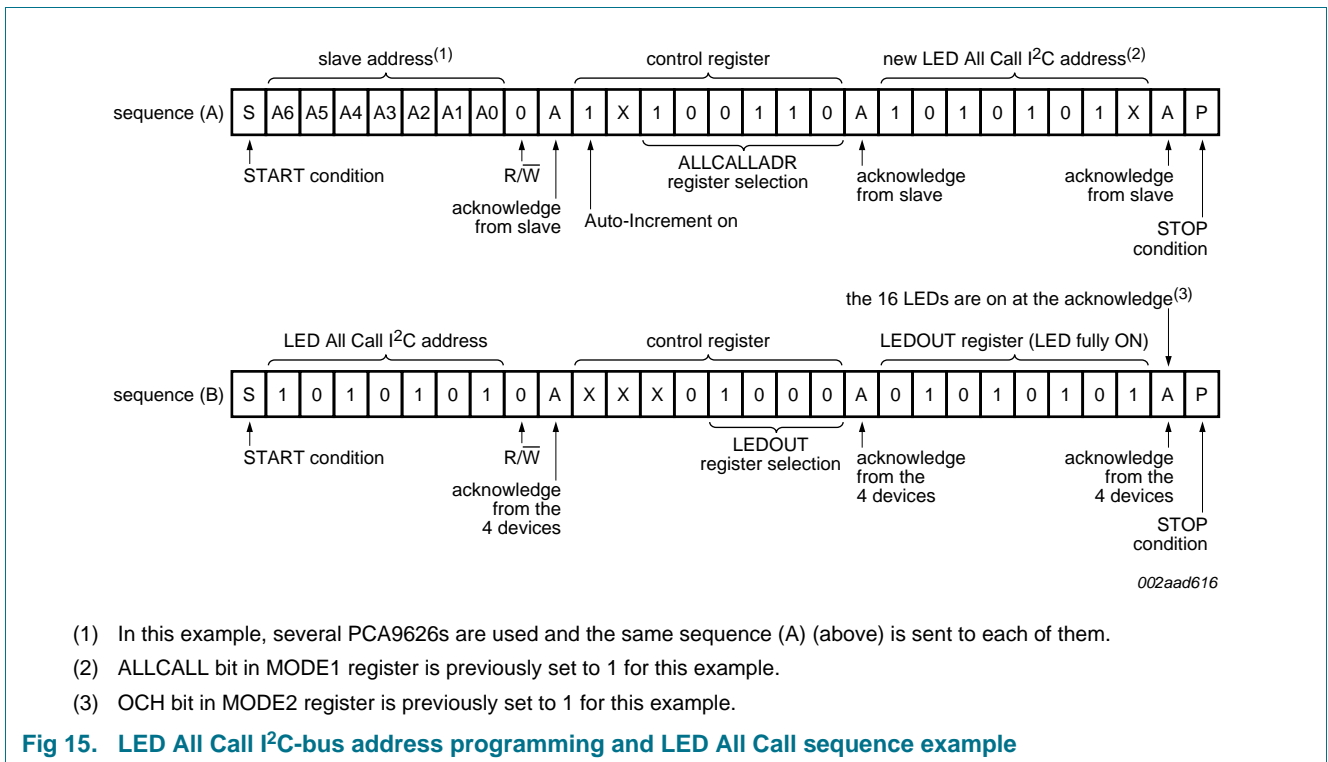 slave address(1) control register new LED All Call I2C address(2)
sequence (A) S A6 A5 A4 A3 A2 A1 A0 0 A 1 X 1 0 0 1 1 0 A 1 0 1 0 1 0 1 X A P
START condition R/W ALLCALLADR register selection acknowledge from slave acknowledge from slave
acknowledge from slave Auto-Increment on
STOP condition
the 16 LEDs are on at the acknowledge(3)
LED All Call I2C address control register LEDOUT register (LED fully ON)
sequence (B) S 1 0 1 0 1 0 1 0 A X X X 0 1 0 0 0 A 0 1 0 1 0 1 0 1 A P
START condition R/W LEDOUT register selection acknowledge from the 4 devices acknowledge from the 4 devices
acknowledge from the 4 devices
STOP condition
002aad616
(1) In this example, several PCA9626s are used and the same sequence (A) (above) is sent to each of them.
(2) ALLCALL bit in MODE1 register is previously set to 1 for this example.
(3) OCH bit in MODE2 register is previously set to 1 for this example.
Fig 15. LED All Call I2C-bus address programming and LED All Call sequence example